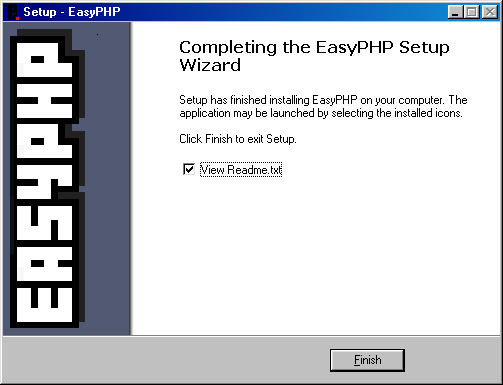 Setup - EasyPHP
EASYPHP
Completing the EasyPHP Setup
Wizard
Setup has finished installing EasyPHP on your computer. The
application may be launched by selecting the installed icons.
Click Finish to exit Setup.
View Readme.txt
Finish